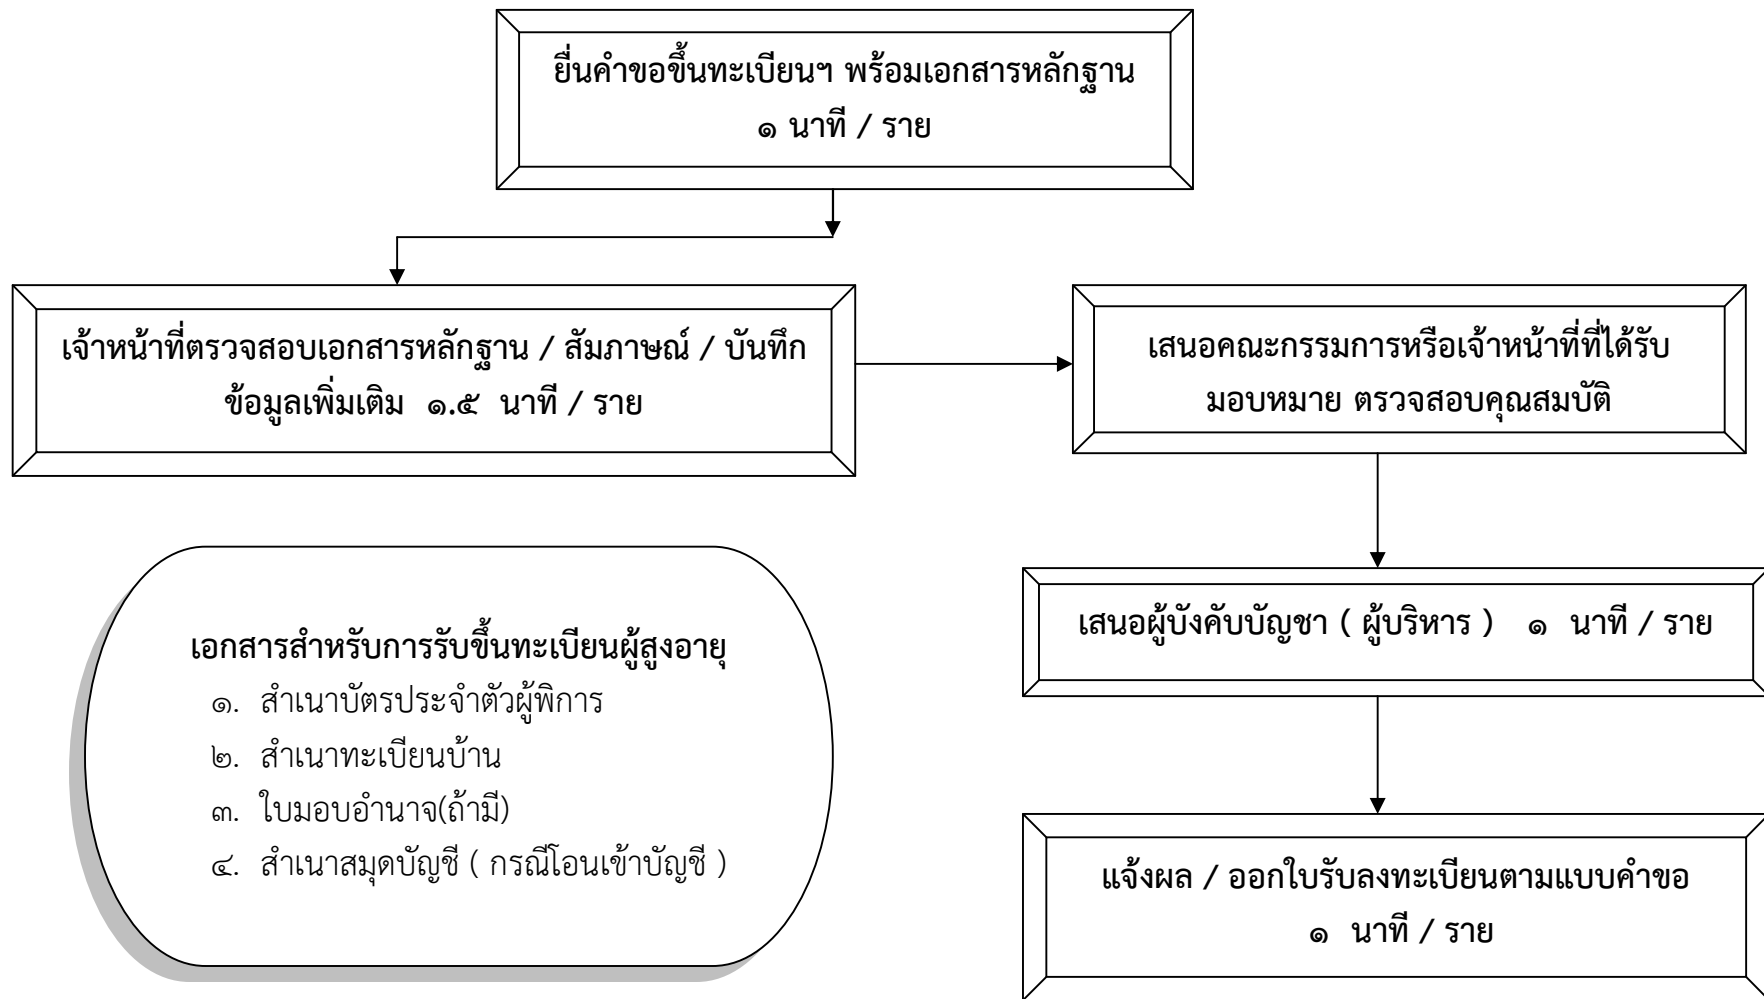 ยื่นคำขอขึ้นทะเบียนฯ พร้อมเอกสารหลักฐาน
๑ นาที / ราย
เจ้าหน้าที่ตรวจสอบเอกสารหลักฐาน / สัมภาษณ์ / บันทึก
ข้อมูลเพิ่มเติม ๑.๕ นาที / ราย
เสนอคณะกรรมการหรือเจ้าหน้าที่ที่ได้รับ
มอบหมาย ตรวจสอบคุณสมบัติ
เสนอผู้บังคับบัญชา ( ผู้บริหาร ) ๑ นาที / ราย
แจ้งผล / ออกใบรับลงทะเบียนตามแบบคำขอ
๑ นาที / ราย
เอกสารสำหรับการรับขึ้นทะเบียนผู้สูงอายุ
๑. สำเนาบัตรประจำตัวผู้พิการ
๒. สำเนาทะเบียนบ้าน
๓. ใบมอบอำนาจ(ถ้ามี)
๔. สำเนาสมุดบัญชี ( กรณีโอนเข้าบัญชี )